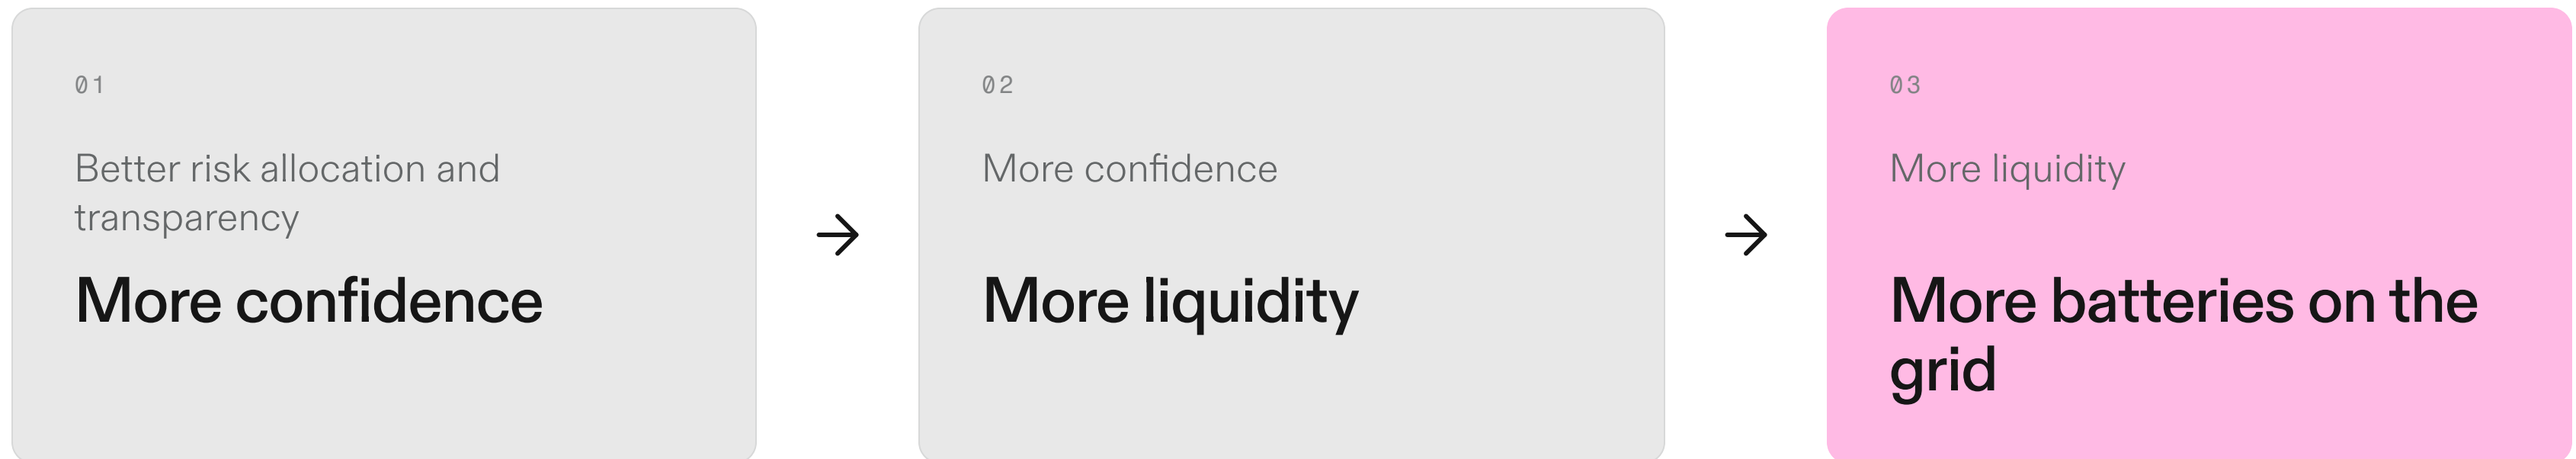 01
Better risk allocation and
transparency
More confidence
02
More confidence
More liquidity
03
More liquidity
More batteries on the
grid